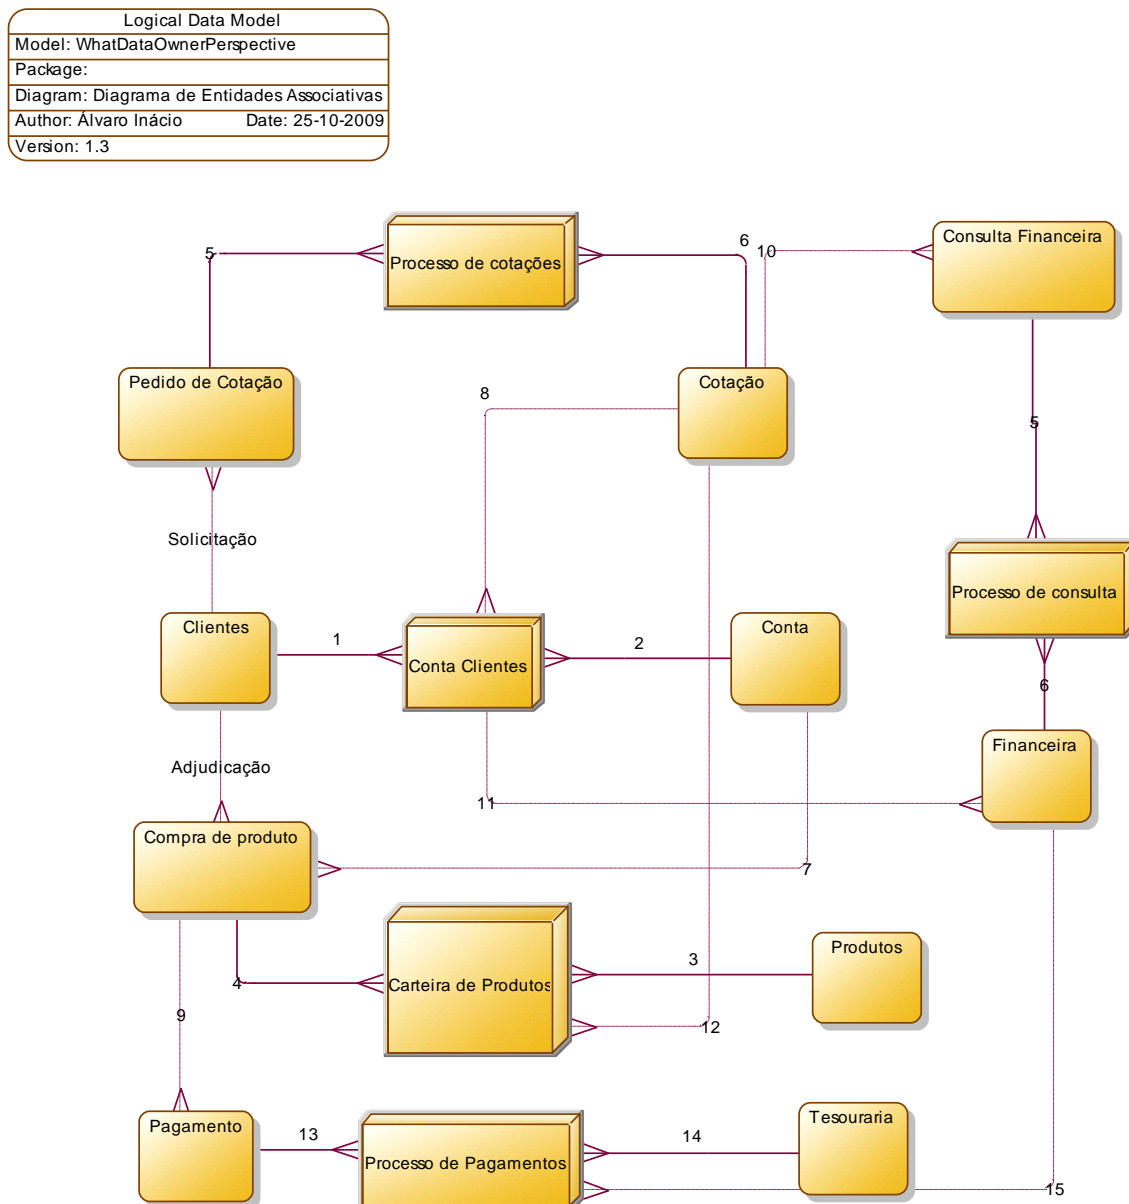 Logical Data Model
Model: WhatDataOwnerPerspective
Package:
Diagram: Diagrama de Entidades Associativas
Author: Álvaro Inácio Date: 25-10-2009
Version: 1.3
5
Processo de cotações
6
10
Consulta Financeira
Pedido de Cotação
Cotação
8
5
Solicitação
Processo de consulta
Clientes
1
Conta Clientes
2
Conta
6
Financeira
Adjudicação
11
Compra de produto
7
Carteira de Produtos
3
Produtos
4
9
12
Pagamento
13
Processo de Pagamentos
14
Tesouraria
15